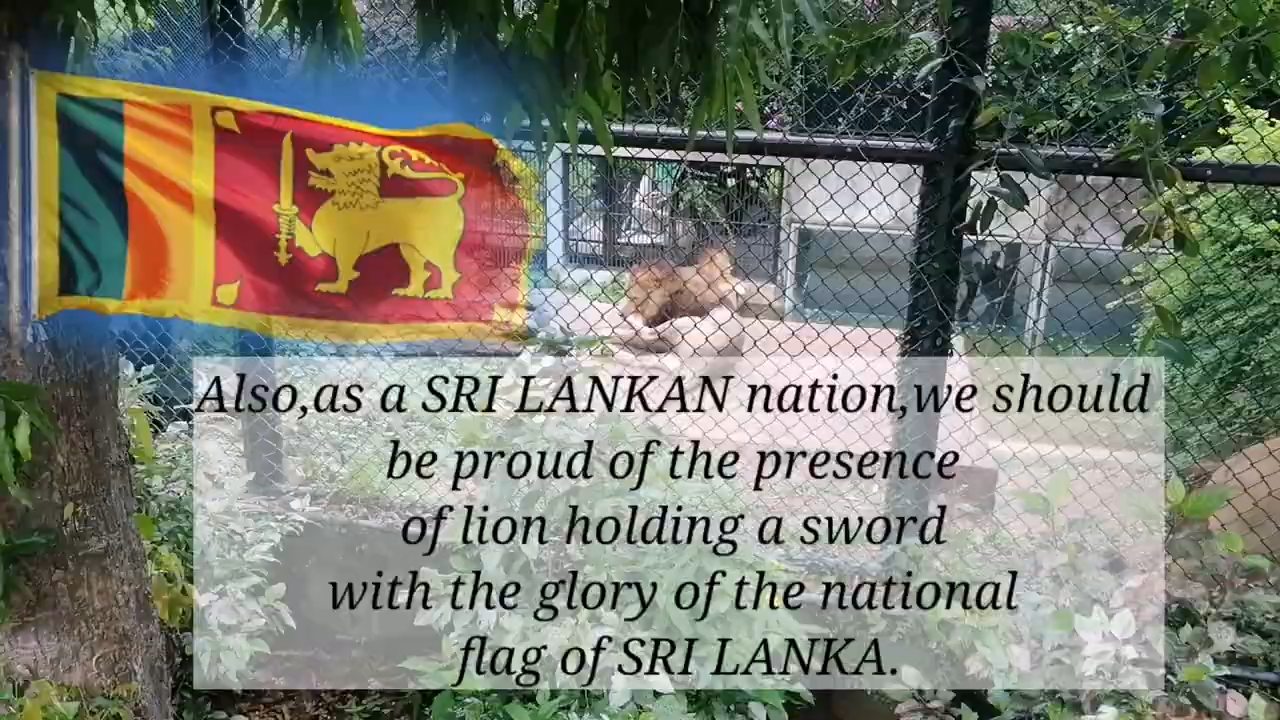 Also,as a SRI LANKAN nation,we should
be proud of the presence
of lion holding a sword
with the glory of the national
flag of SRI LANKA.